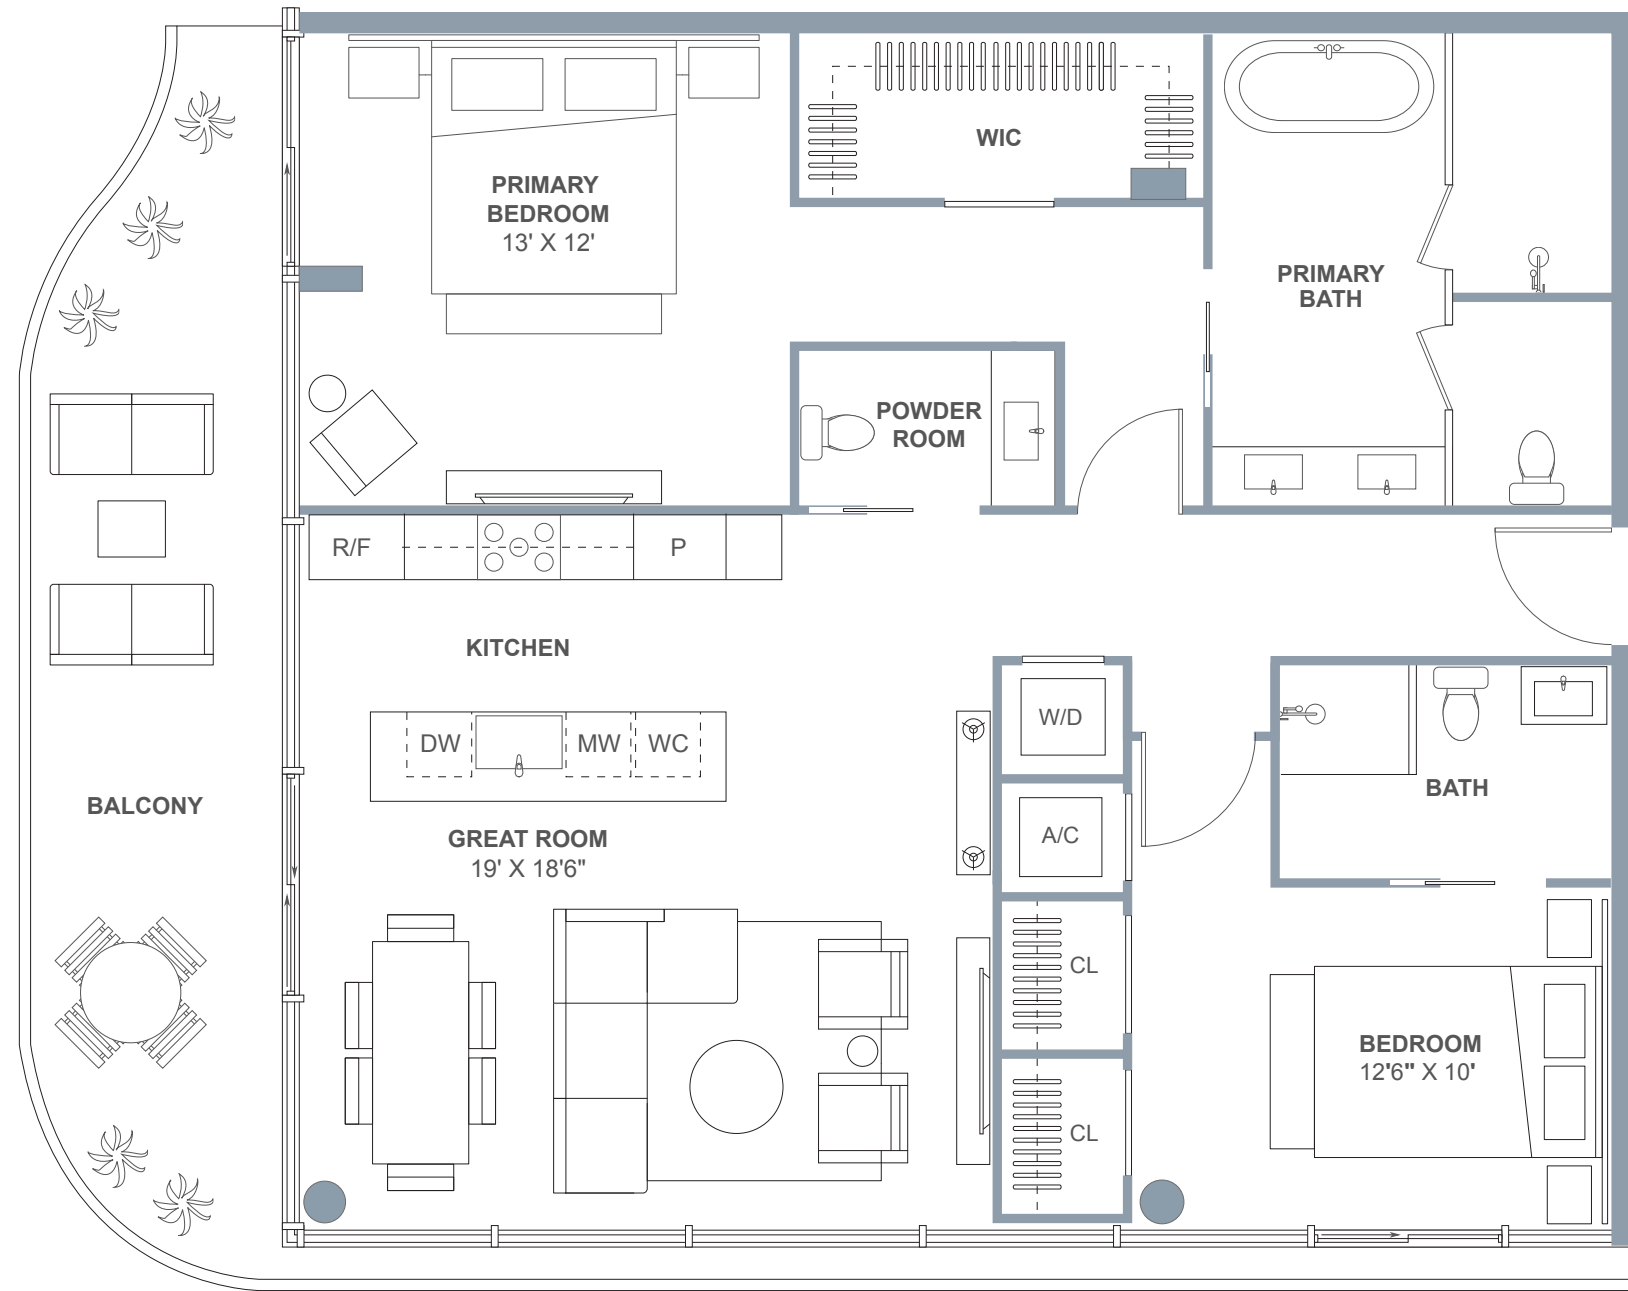 WIC
PRIMARY
BEDROOM
13' X 12'
PRIMARY
BATH
POWDER
ROOM
R/F
P
KITCHEN
W/D
DW
MW
WC
BATH
BALCONY
GREAT ROOM
19' X 18'6"
A/C
CL
BEDROOM
12'6" X 10'
CL